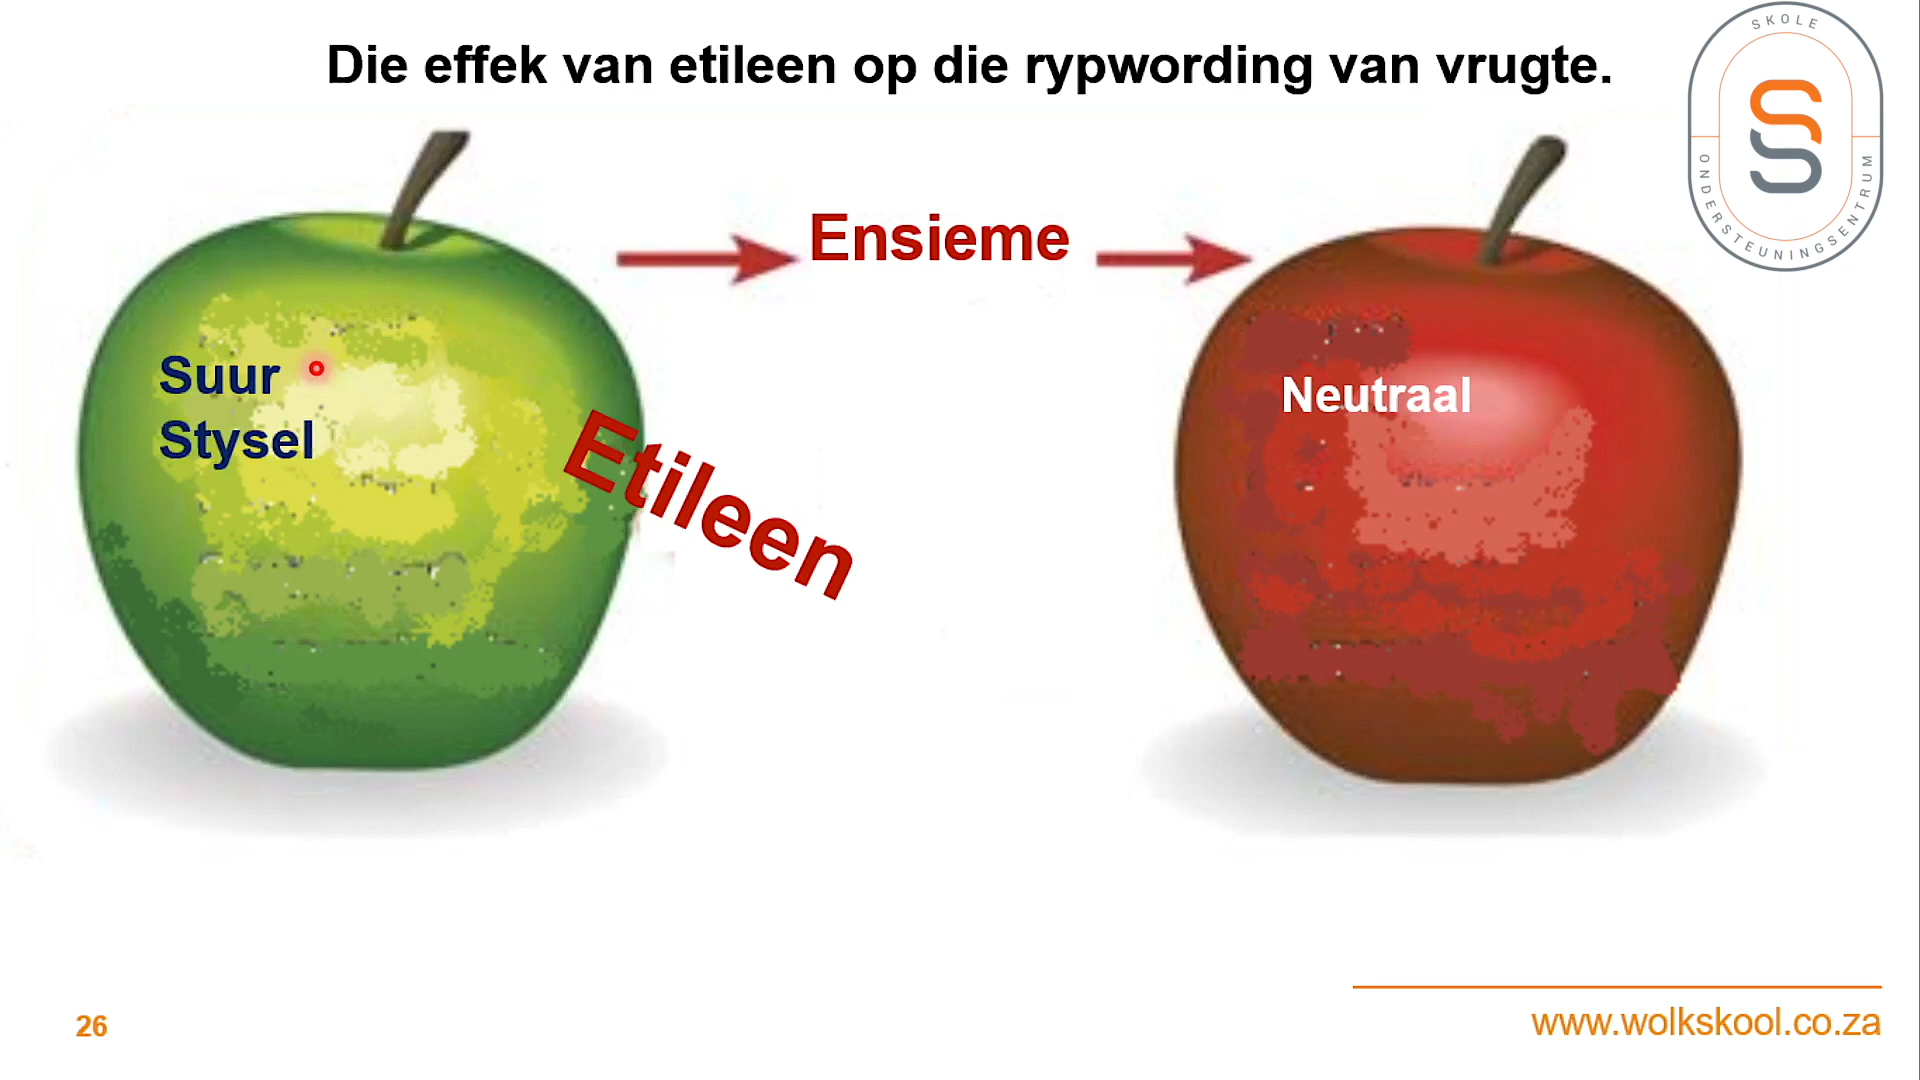 Die effek van etileen op die rypwording van vrugte.
SKOLE
ONDERSTEUNINGSENTRUM
Ensieme
Suur
Stysel
Etileen
Neutraal
26
www.wolkskool.co.za